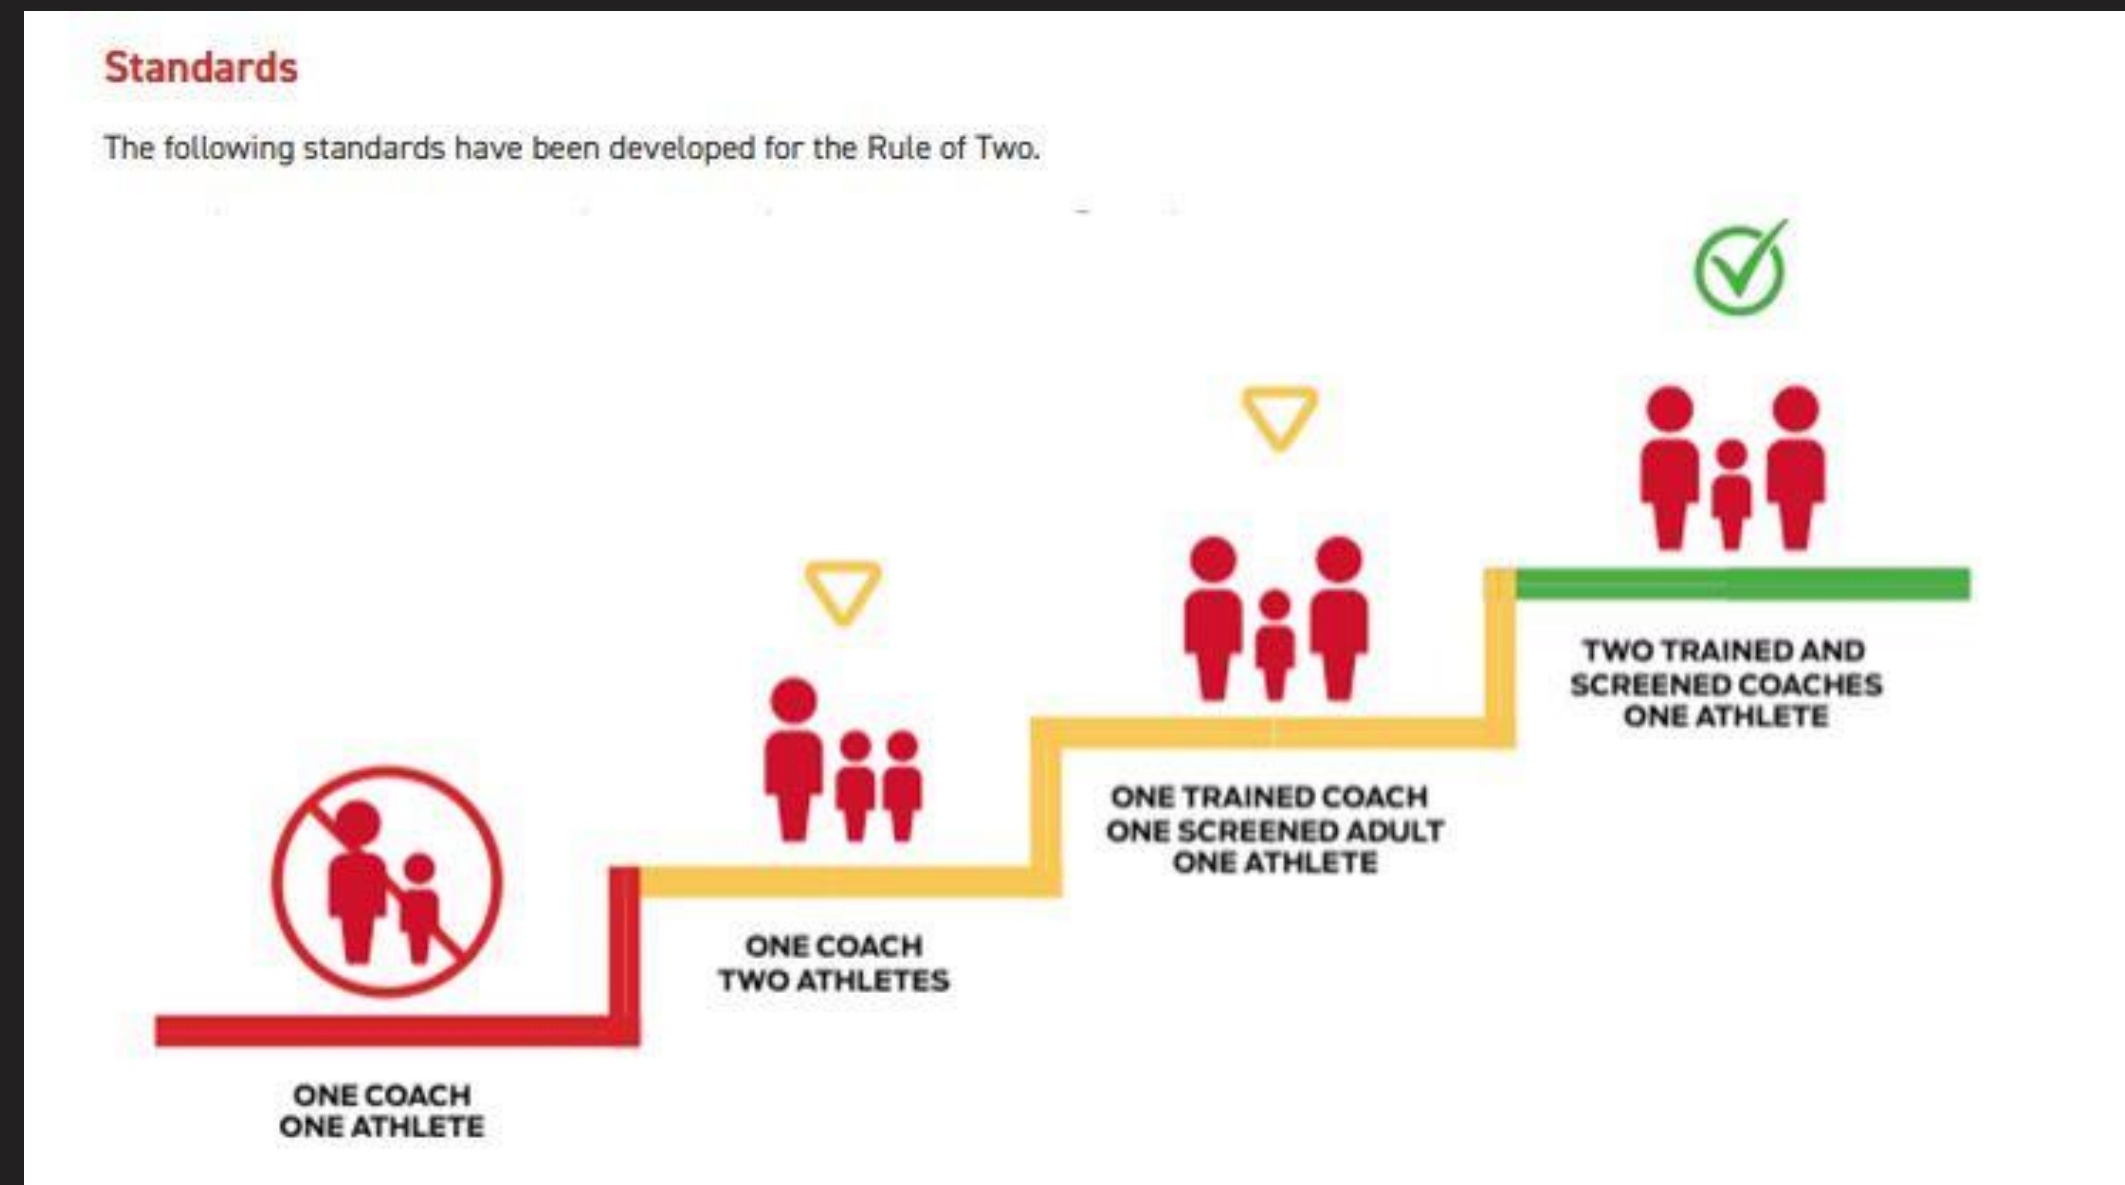 Standards
The following standards have been developed for the Rule of Two.
TWO TRAINED AND
SCREENED COACHES
ONE ATHLETE
ONE TRAINED COACH
ONE SCREENED ADULT
ONE ATHLETE
ONE COACH
TWO ATHLETES
ONE COACH
ONE ATHLETE